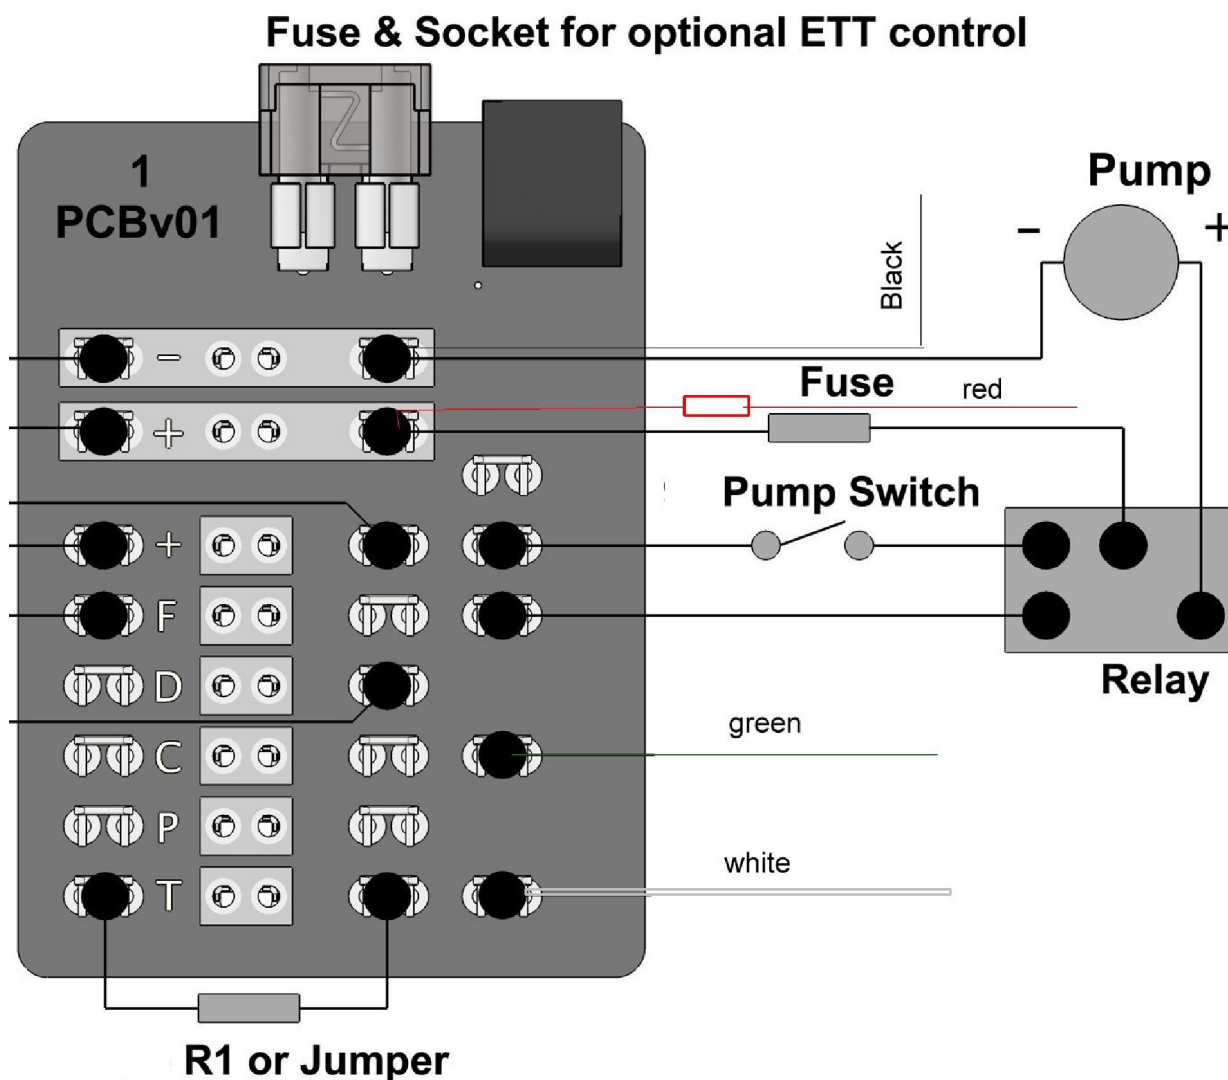 Fuse & Socket for optional ETT control
1
PCBv01
Pump
- +
Black
-
Fuse
red
+
Pump Switch
+
F
D
Relay
green
C
P
white
T
R1 or Jumper